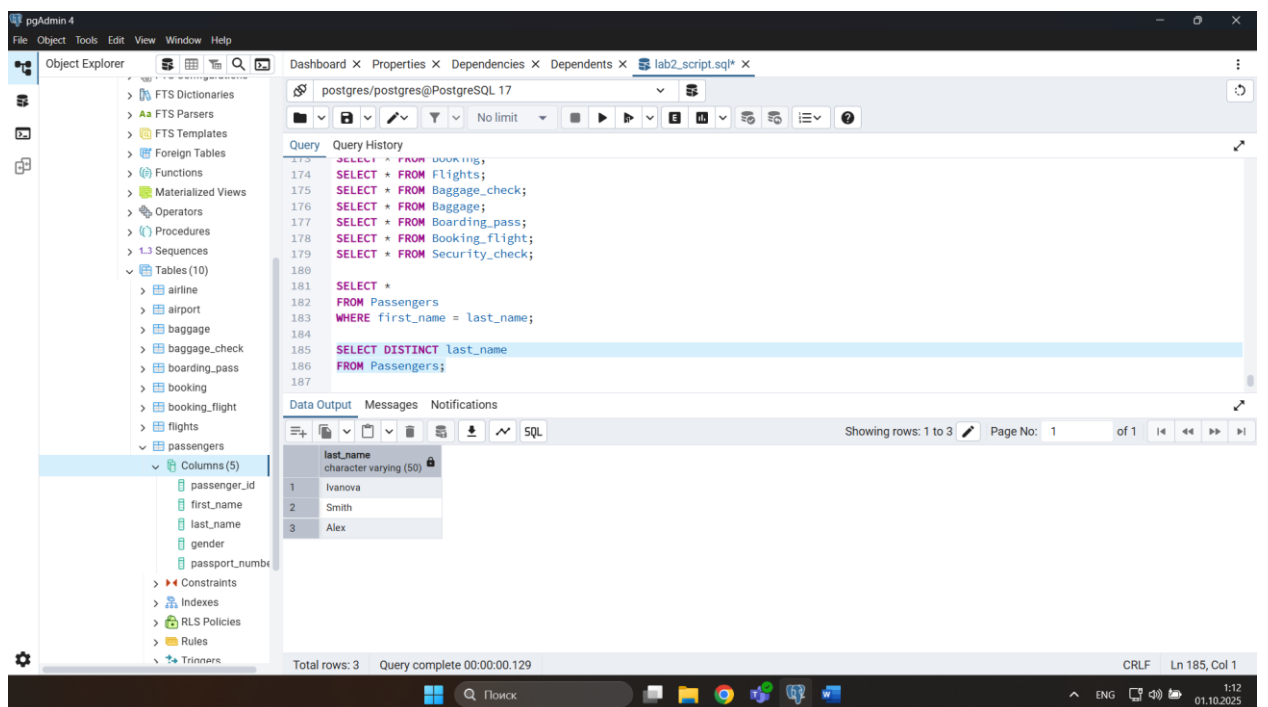 pgAdmin 4
File Object Tools Edit View Window Help
Object Explorer
Dashboard X Properties X Dependencies X Dependents X lab2_script.sql* X
postgres/postgres@PostgreSQL 17
No limit
Query Query History
FTS Dictionaries
Aa FTS Parsers
FTS Templates
Foreign Tables
Functions
Materialized Views
Operators
Procedures
1..3 Sequences
Tables (10)
airline
airport
baggage
baggage_check
boarding_pass
booking
booking_flight
flights
passengers
Columns (5)
passenger_id
first_name
last_name
gender
passport_numbe
Constraints
Indexes
RLS Policies
Rules
Triggers
173 SELECT * FROM Booking;
174 SELECT * FROM Flights;
175 SELECT * FROM Baggage_check;
176 SELECT * FROM Baggage;
177 SELECT * FROM Boarding_pass;
178 SELECT * FROM Booking_flight;
179 SELECT * FROM Security_check;
180
181 SELECT *
182 FROM Passengers
183 WHERE first_name = last_name;
184
185 SELECT DISTINCT last_name
186 FROM Passengers;
187
Data Output Messages Notifications
SQL Showing rows: 1 to 3 Page No: 1 of 1
last_name
character varying (50)
1 Ivanova
2 Smith
3 Alex
Total rows: 3 Query complete 00:00:00.129 CRLF Ln 185, Col 1
Поиск
ENG 1:12
01.10.2025